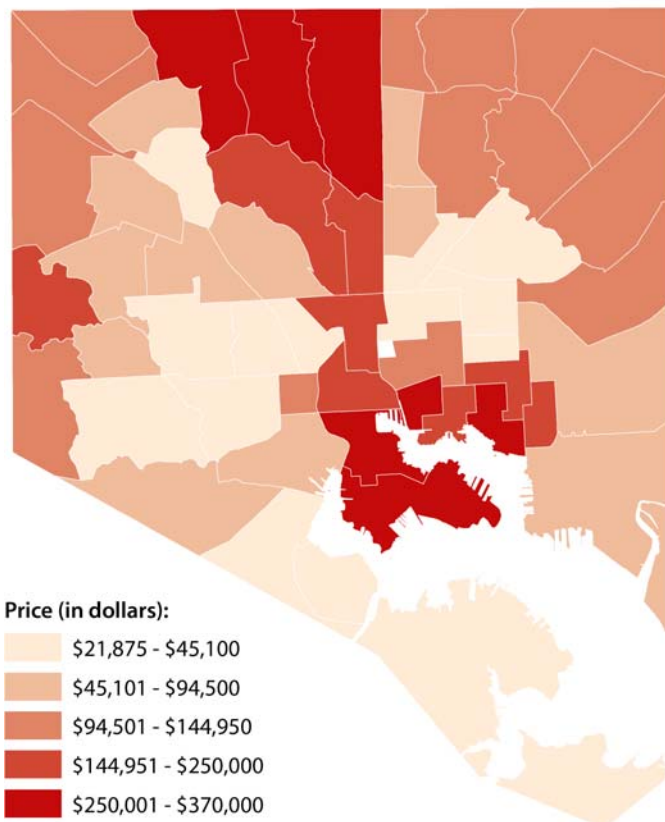 Price (in dollars):
$21,875 - $45,100
$45,101 - $94,500
$94,501 - $144,950
$144,951 - $250,000
$250,001 - $370,000